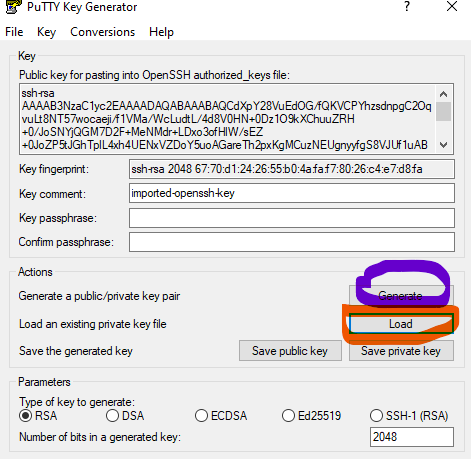 PuTTY Key Generator
File Key Conversions Help
Key
Public key for pasting into OpenSSH authorized_keys file:
ssh-rsa
AAAAB3NzaC1yc2EAAAADAQABAAABAQCdXpY28VuEdOG/fQKVCPYhzsdnpgC2Oq
vuLt8NT57wocaeji/f1VMa/WcLudtL/4d8V0HN+0Dz1O9kXChuuZRH
+0/JoSNYjQGM7D2F+MeNMdr+LDxo3ofHIW/sEZ
+0JoZP5tJGhTpIL4xh4UENxVZDoY5uoAGareTh2pxKgMCuzNEUgnyyfgS8VJUf1uAB
Key fingerprint: ssh-rsa 2048 67:70:d1:24:26:55:b0:4a:fa:f7:80:26:c4:e7:d8:fa
Key comment: imported-openssh-key
Key passphrase:
Confirm passphrase:
Actions
Generate a public/private key pair Generate
Load an existing private key file Load
Save the generated key Save public key Save private key
Parameters
Type of key to generate:
RSA DSA ECDSA Ed25519 SSH-1 (RSA)
Number of bits in a generated key: 2048